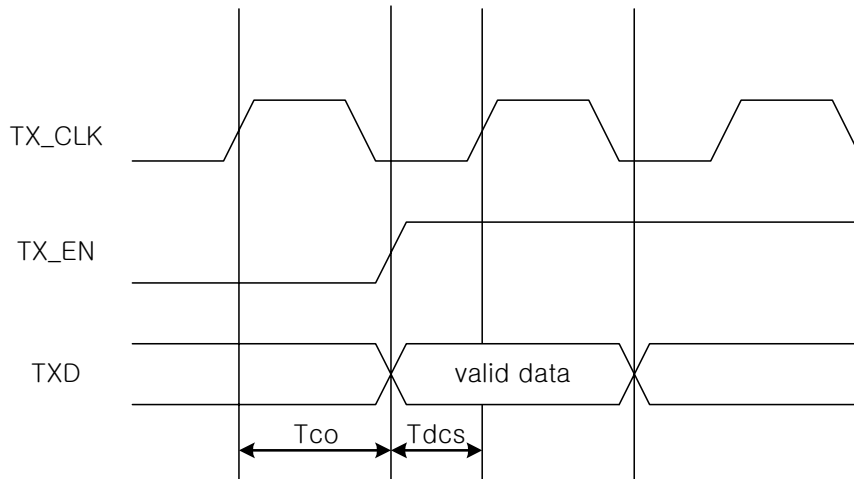 TX_CLK
TX_EN
TXD
valid data
Tco
Tdcs